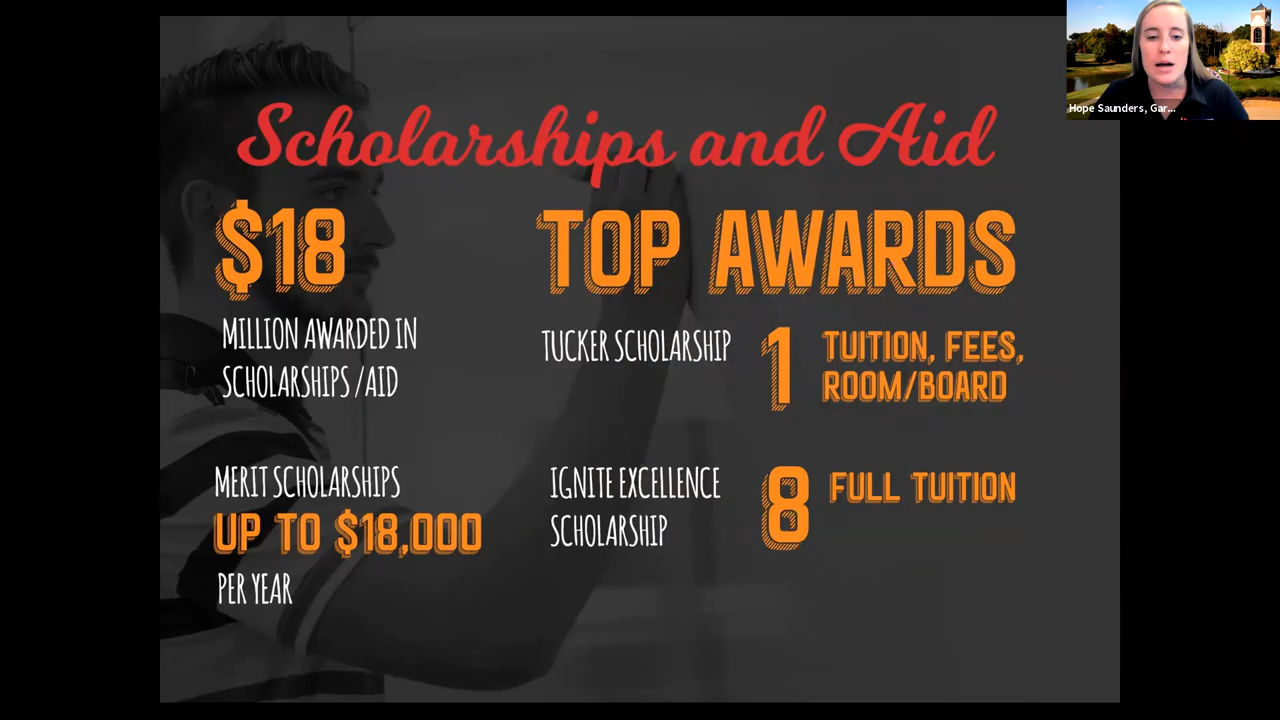 Hope Saunders, Gar...
Scholarships and Aid
$18
MILLION AWARDED IN
SCHOLARSHIPS /AID
MERIT SCHOLARSHIPS
UP TO $18,000
PER YEAR
TOP AWARDS
TUCKER SCHOLARSHIP
1
TUITION, FEES,
ROOM/BOARD
IGNITE EXCELLENCE
SCHOLARSHIP
8
FULL TUITION